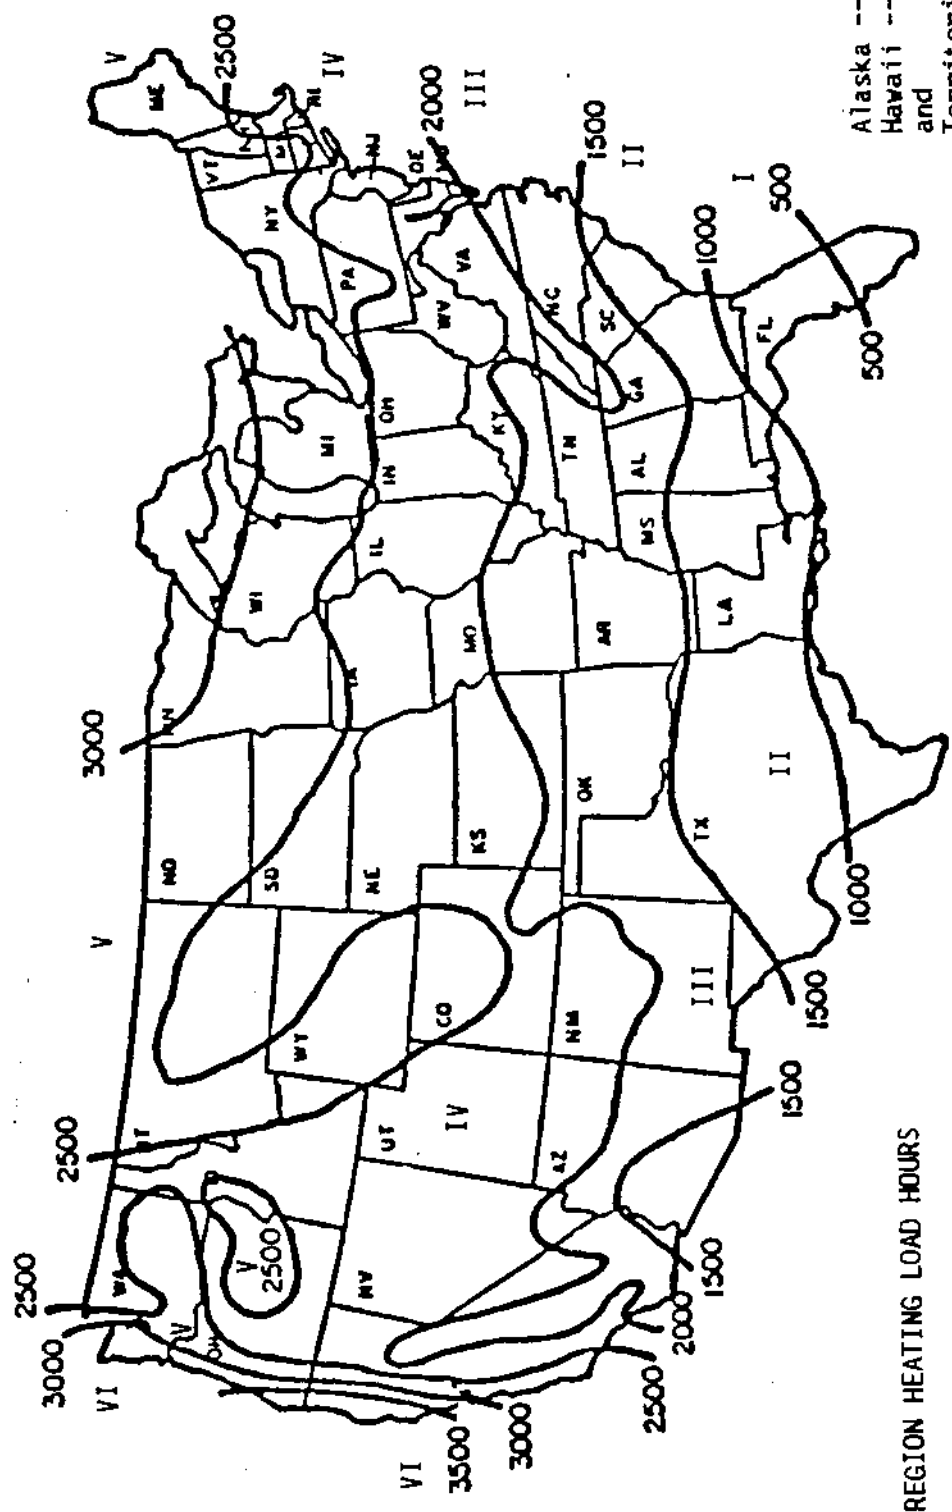 V
ME
2500
VT
IV
RI
NY
NJ
2000
III
DE
PA
VA
WV
1500
II
NC
SC
I
500
1000
FL
GA
500
OH
KY
MI
IN
TN
AL
IL
MS
WI
LA
MO
AR
IA
3000
II
OK
TX
KS
SD
NE
V
1000
III
1500
WY
CO
NM
1500
2500
UT
IV
AZ
1500
V
2500
NV
2000
2500
WA
V
3000
2500
VI
VI
3500
3000
REGION HEATING LOAD HOURS
Alaska --
Hawaii --
and